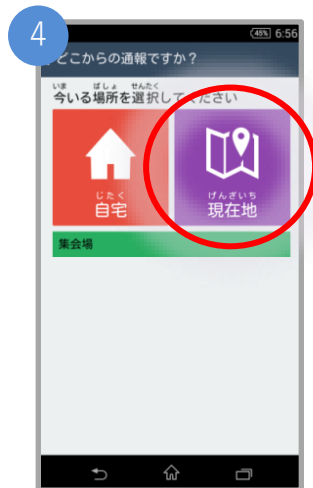 4
45% 6:56
どこからの通報ですか？
いま ばしょ せんたく
今いる場所を選択してください
じたく
自宅
げんざいち
現在地
集会場